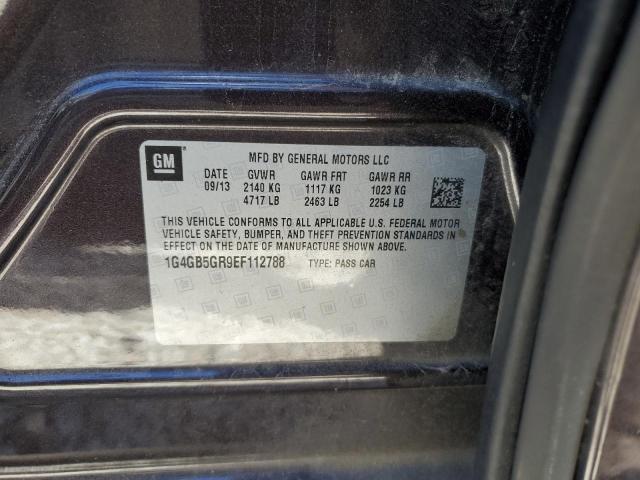 GM
MFD BY GENERAL MOTORS LLC
DATE GVWR GAWR FRT GAWR RR
09/13 2140 KG 1117 KG 1023 KG
4717 LB 2463 LB 2254 LB
THIS VEHICLE CONFORMS TO ALL APPLICABLE U.S. FEDERAL MOTOR
VEHICLE SAFETY, BUMPER, AND THEFT PREVENTION STANDARDS
IN EFFECT ON THE DATE OF MANUFACTURE SHOWN ABOVE.
1G4GB5GR9EF112788 TYPE: PASS CAR